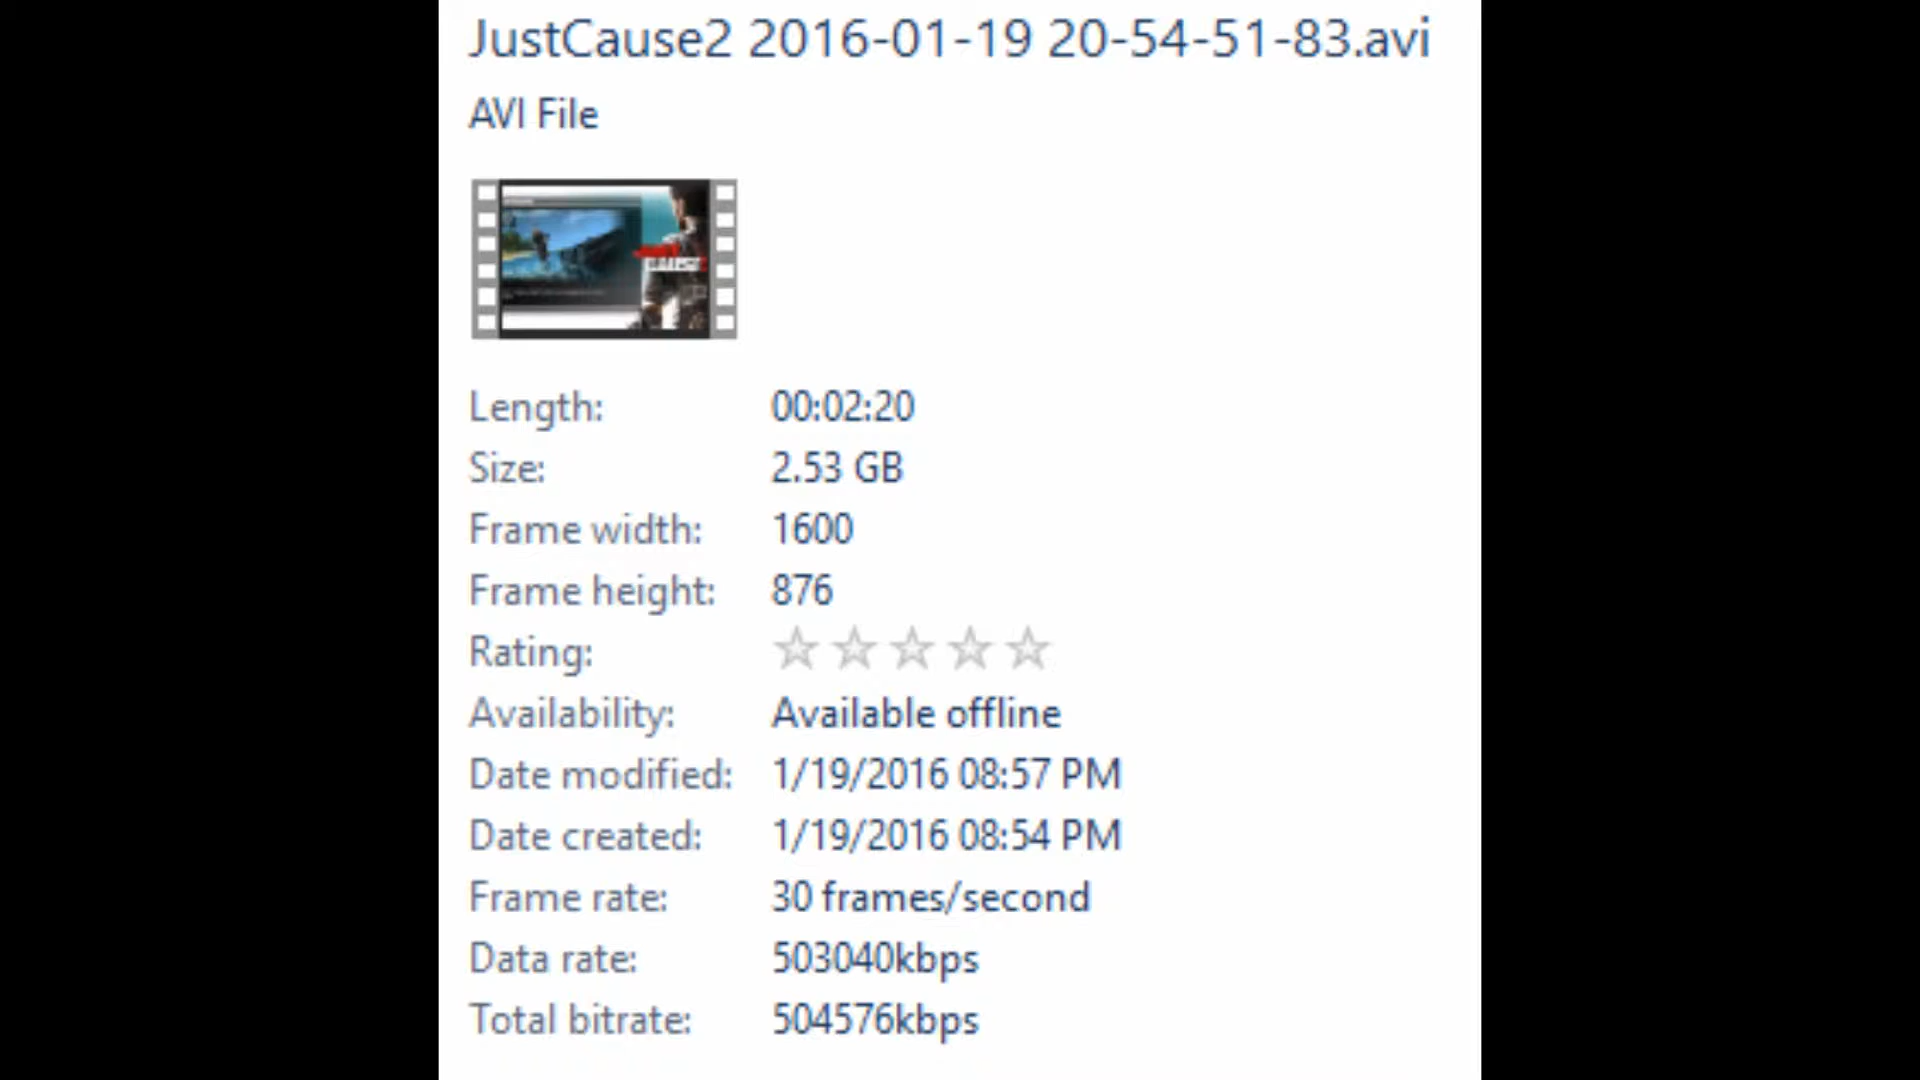 JustCause2 2016-01-19 20-54-51-83.avi
AVI File
Length: 00:02:20
Size: 2.53 GB
Frame width: 1600
Frame height: 876
Rating:
Availability: Available offline
Date modified: 1/19/2016 08:57 PM
Date created: 1/19/2016 08:54 PM
Frame rate: 30 frames/second
Data rate: 503040kbps
Total bitrate: 504576kbps